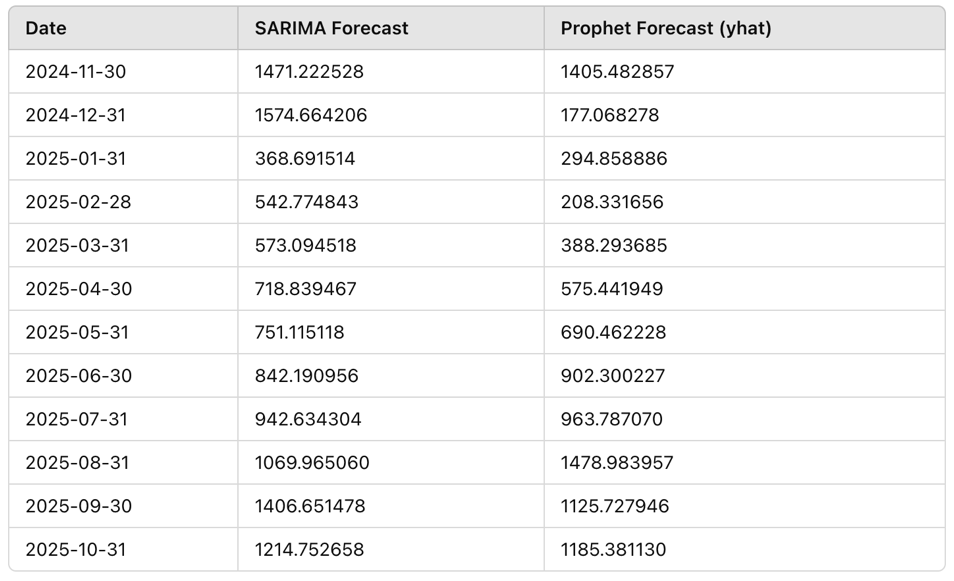 Date SARIMA Forecast Prophet Forecast (yhat)
2024-11-30 1471.222528 1405.482857
2024-12-31 1574.664206 177.068278
2025-01-31 368.691514 294.858886
2025-02-28 542.774843 208.331656
2025-03-31 573.094518 388.293685
2025-04-30 718.839467 575.441949
2025-05-31 751.115118 690.462228
2025-06-30 842.190956 902.300227
2025-07-31 942.634304 963.787070
2025-08-31 1069.965060 1478.983957
2025-09-30 1406.651478 1125.727946
2025-10-31 1214.752658 1185.381130